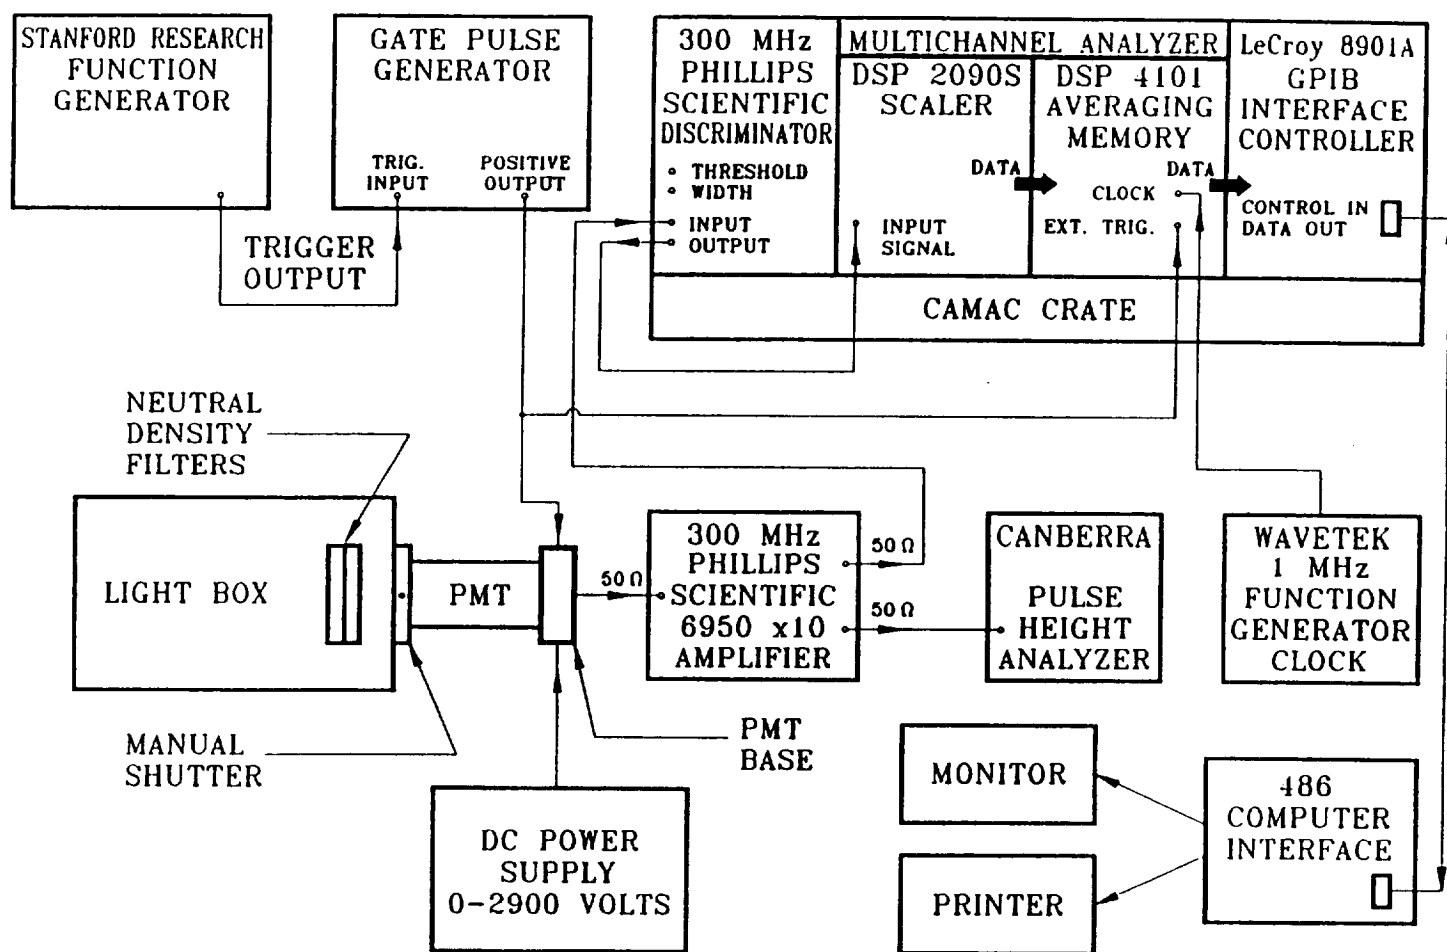 STANFORD RESEARCH
FUNCTION
GENERATOR
GATE PULSE
GENERATOR
TRIG.
INPUT
POSITIVE
OUTPUT
TRIGGER
OUTPUT
300 MHz
PHILLIPS
SCIENTIFIC
DISCRIMINATOR
THRESHOLD
WIDTH
INPUT
OUTPUT
MULTICHANNEL ANALYZER
DSP 2090S
SCALER
DATA
INPUT
SIGNAL
DSP 4101
AVERAGING
MEMORY
DATA
CLOCK
EXT. TRIG.
LeCroy 8901A
GPIB
INTERFACE
CONTROLLER
CONTROL IN
DATA OUT
CAMAC CRATE
NEUTRAL
DENSITY
FILTERS
LIGHT BOX
PMT
50 Ω
300 MHz
PHILLIPS
SCIENTIFIC
6950 x10
AMPLIFIER
50 Ω
50 Ω
CANBERRA
PULSE
HEIGHT
ANALYZER
WAVETEK
1 MHz
FUNCTION
GENERATOR
CLOCK
MANUAL
SHUTTER
PMT
BASE
DC POWER
SUPPLY
0-2900 VOLTS
MONITOR
PRINTER
486
COMPUTER
INTERFACE